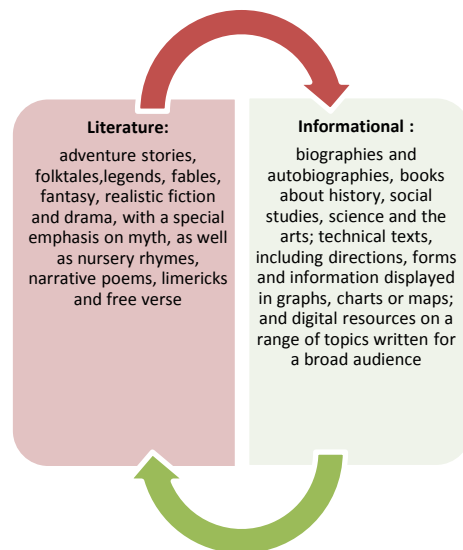 Literature:
adventure stories,
folktales,legends, fables,
fantasy, realistic fiction
and drama, with a special
emphasis on myth, as well
as nursery rhymes,
narrative poems, limericks
and free verse
Informational :
biographies and
autobiographies, books
about history, social
studies, science and the
arts; technical texts,
including directions, forms
and information displayed
in graphs, charts or maps;
and digital resources on a
range of topics written for
a broad audience